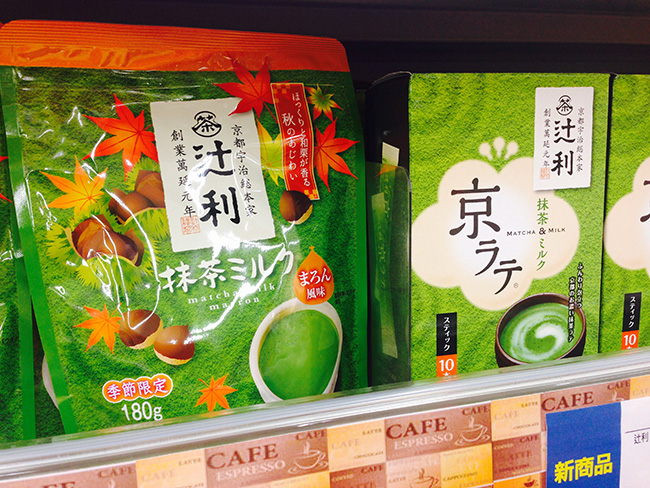 ほっくりと和栗が香る
秋のあじわい
京都宇治総本家
辻利
創業萬延元年
抹茶ミルク
matcha milk
maron
まろん
風味
季節限定
180g
茶
京都宇治総本家
辻利
創業萬延元年
京ラテ
抹茶&ミルク
MATCHA & MILK
スティック
10
スティック
10
CAFE
ESPRESSO
CAFE
ESPRESSO
CAFE
新商品
辻利